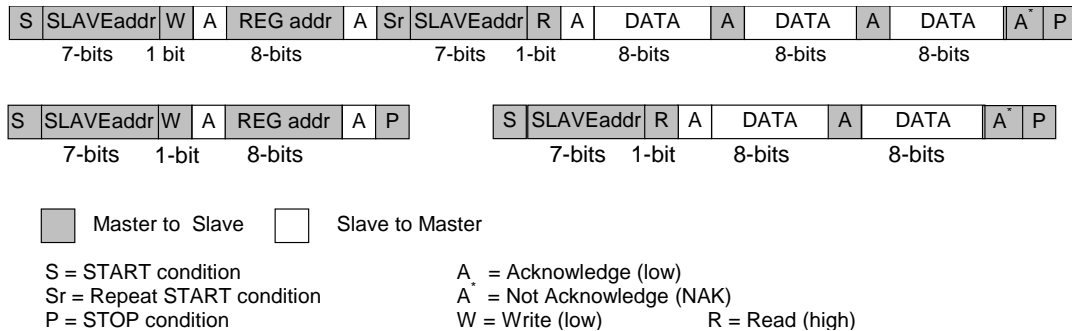 S SLAVEaddr W A REG addr A Sr SLAVEaddr R A DATA A DATA A DATA A* P
7-bits 1 bit 8-bits 7-bits 1-bit 8-bits 8-bits 8-bits
S SLAVEaddr W A REG addr A P
7-bits 1-bit 8-bits
S SLAVEaddr R A DATA A DATA A* P
7-bits 1-bit 8-bits 8-bits
Master to Slave Slave to Master
S = START condition
Sr = Repeat START condition
P = STOP condition
A = Acknowledge (low)
A* = Not Acknowledge (NAK)
W = Write (low) R = Read (high)